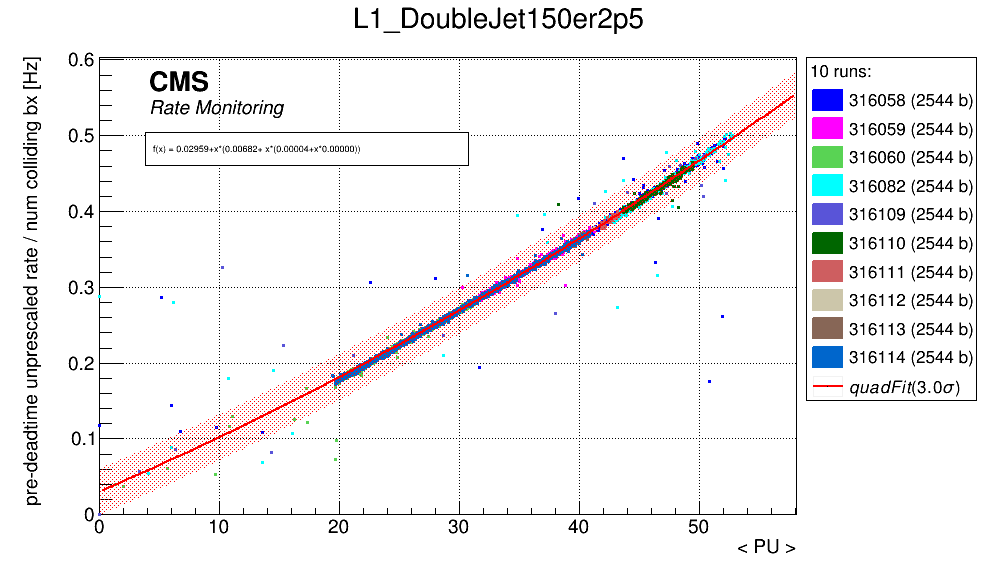 L1_DoubleJet150er2p5
pre-deadtime unprescaled rate / num colliding bx [Hz]
0.6
0.5
0.4
0.3
0.2
0.1
0
CMS
Rate Monitoring
f(x) = 0.02959+x*(0.00682+ x*(0.00004+x*0.00000))
0 10 20 30 40 50
< PU >
10 runs:
316058 (2544 b)
316059 (2544 b)
316060 (2544 b)
316082 (2544 b)
316109 (2544 b)
316110 (2544 b)
316111 (2544 b)
316112 (2544 b)
316113 (2544 b)
316114 (2544 b)
quadFit(3.0σ)